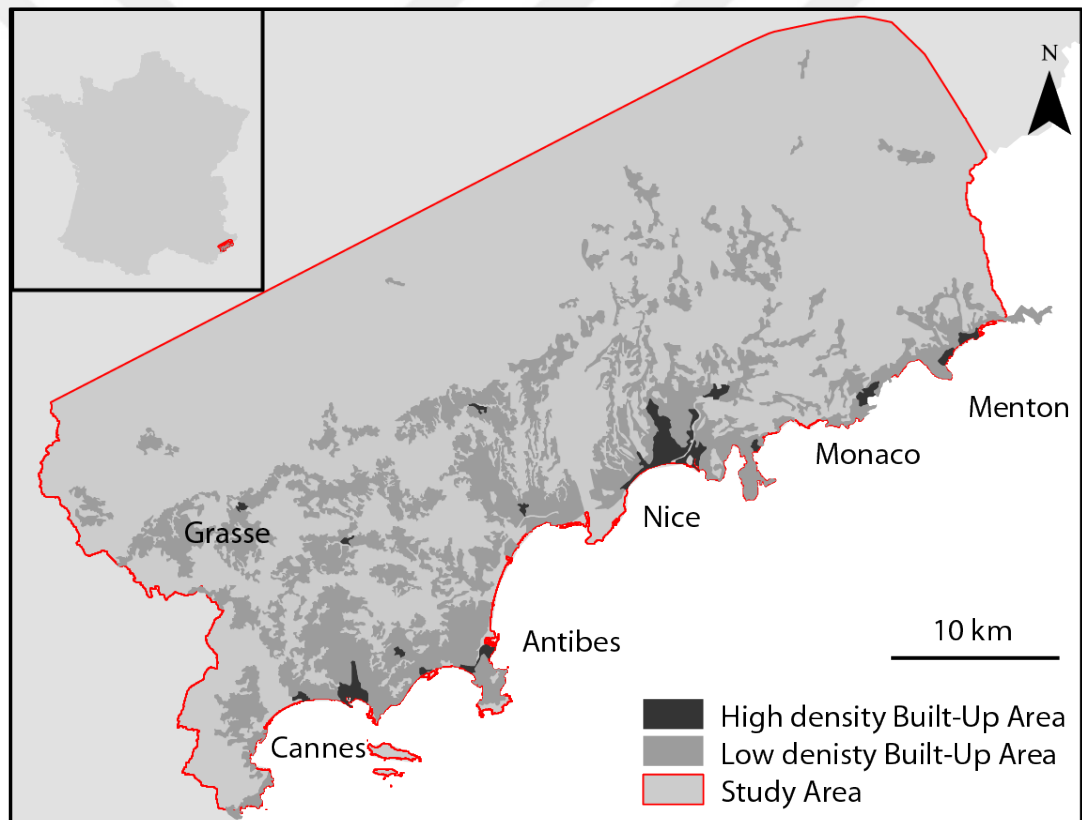 N
Menton
Monaco
Nice
Grasse
Antibes
Cannes
10 km
High density Built-Up Area
Low denisty Built-Up Area
Study Area